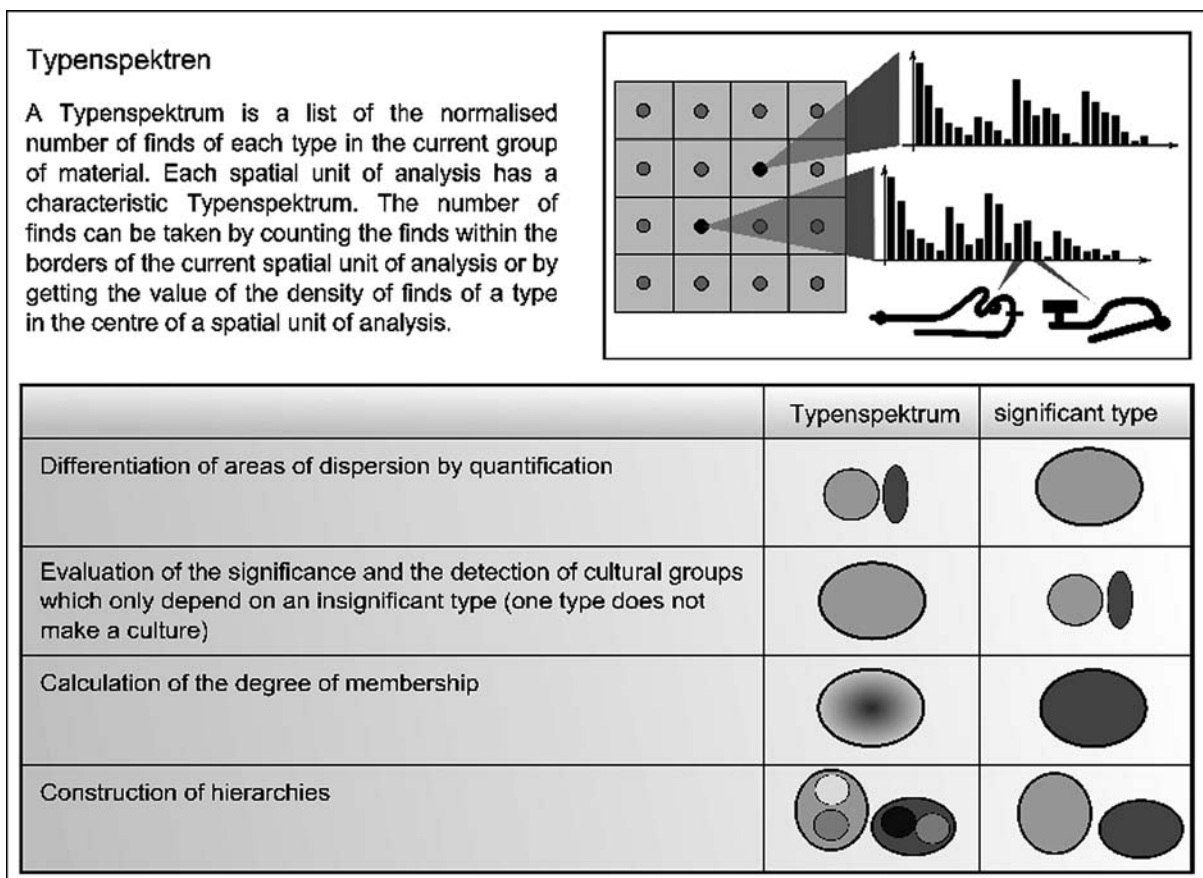 Typenspektren
A Typenspektrum is a list of the normalised
number of finds of each type in the current group
of material. Each spatial unit of analysis has a
characteristic Typenspektrum. The number of
finds can be taken by counting the finds within the
borders of the current spatial unit of analysis or by
getting the value of the density of finds of a type
in the centre of a spatial unit of analysis.
Typenspektrum
significant type
Differentiation of areas of dispersion by quantification
Evaluation of the significance and the detection of cultural groups
which only depend on an insignificant type (one type does not
make a culture)
Calculation of the degree of membership
Construction of hierarchies